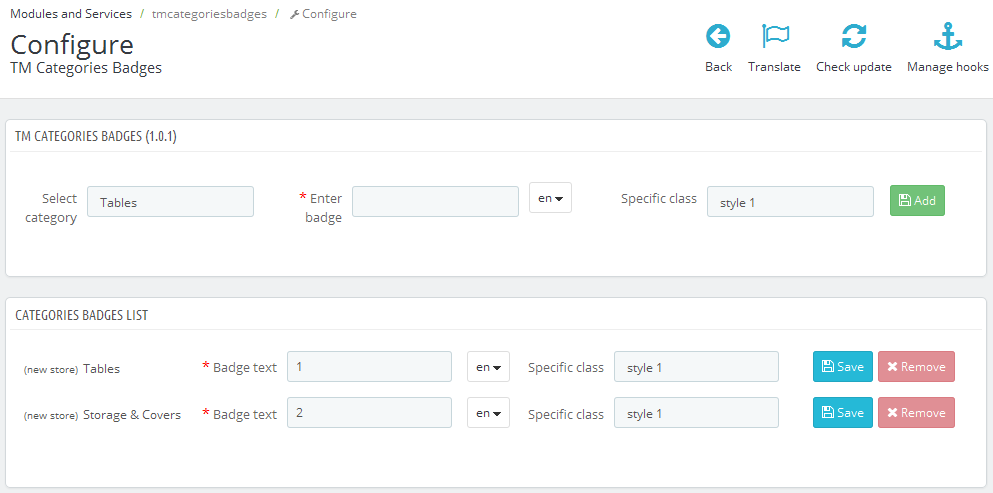 Modules and Services / tmcategoriesbadges / Configure
Configure
TM Categories Badges
Back
Translate
Check update
Manage hooks
TM CATEGORIES BADGES (1.0.1)
Select category
Tables
* Enter badge
en
Specific class
style 1
Add
CATEGORIES BADGES LIST
(new store) Tables * Badge text 1 en Specific class style 1 Save Remove
(new store) Storage & Covers * Badge text 2 en Specific class style 1 Save Remove